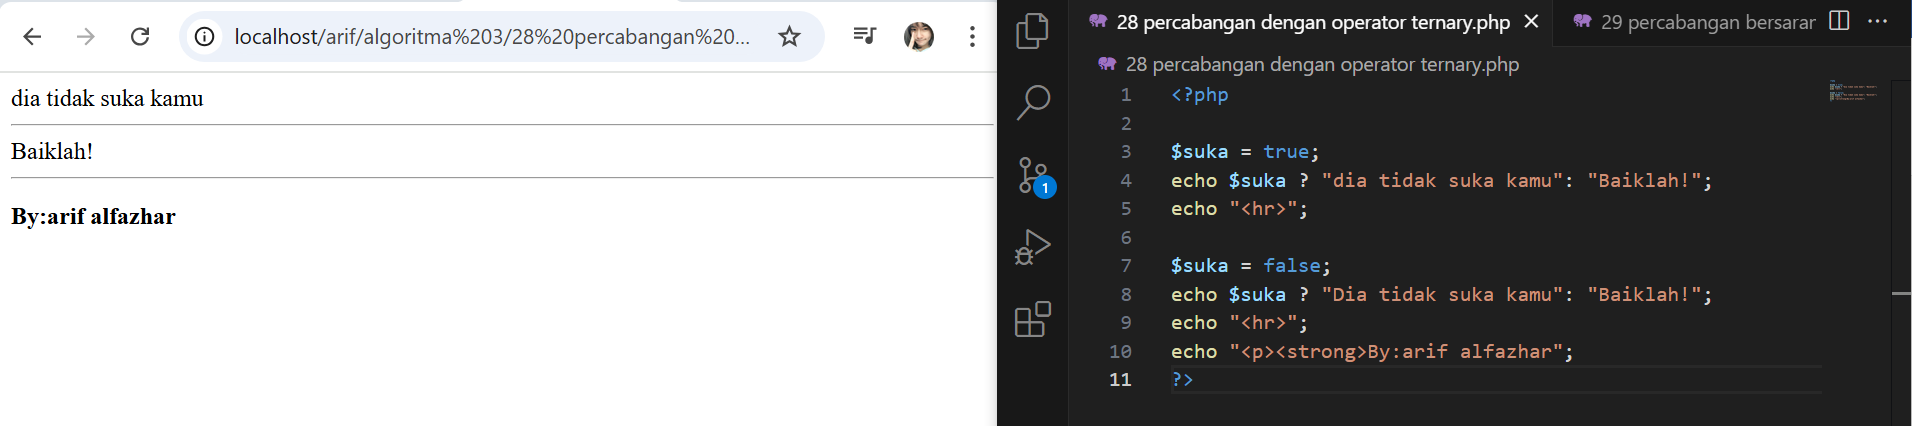 localhost/arif/algoritma%203/28%20percabangan%20...
dia tidak suka kamu
Baiklah!
By:arif alfazhar
28 percabangan dengan operator ternary.php
29 percabangan bersarar
28 percabangan dengan operator ternary.php
1
1 <?php
2
3 $suka = true;
4 echo $suka ? "dia tidak suka kamu": "Baiklah!";
5 echo "<hr>";
6
7 $suka = false;
8 echo $suka ? "Dia tidak suka kamu": "Baiklah!";
9 echo "<hr>";
10 echo "<p><strong>By:arif alfazhar";
11 ?>